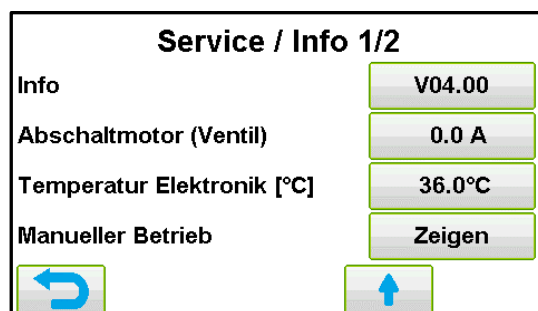 Service / Info 1/2
Info V04.00
Abschaltmotor (Ventil) 0.0 A
Temperatur Elektronik [°C] 36.0°C
Manueller Betrieb Zeigen